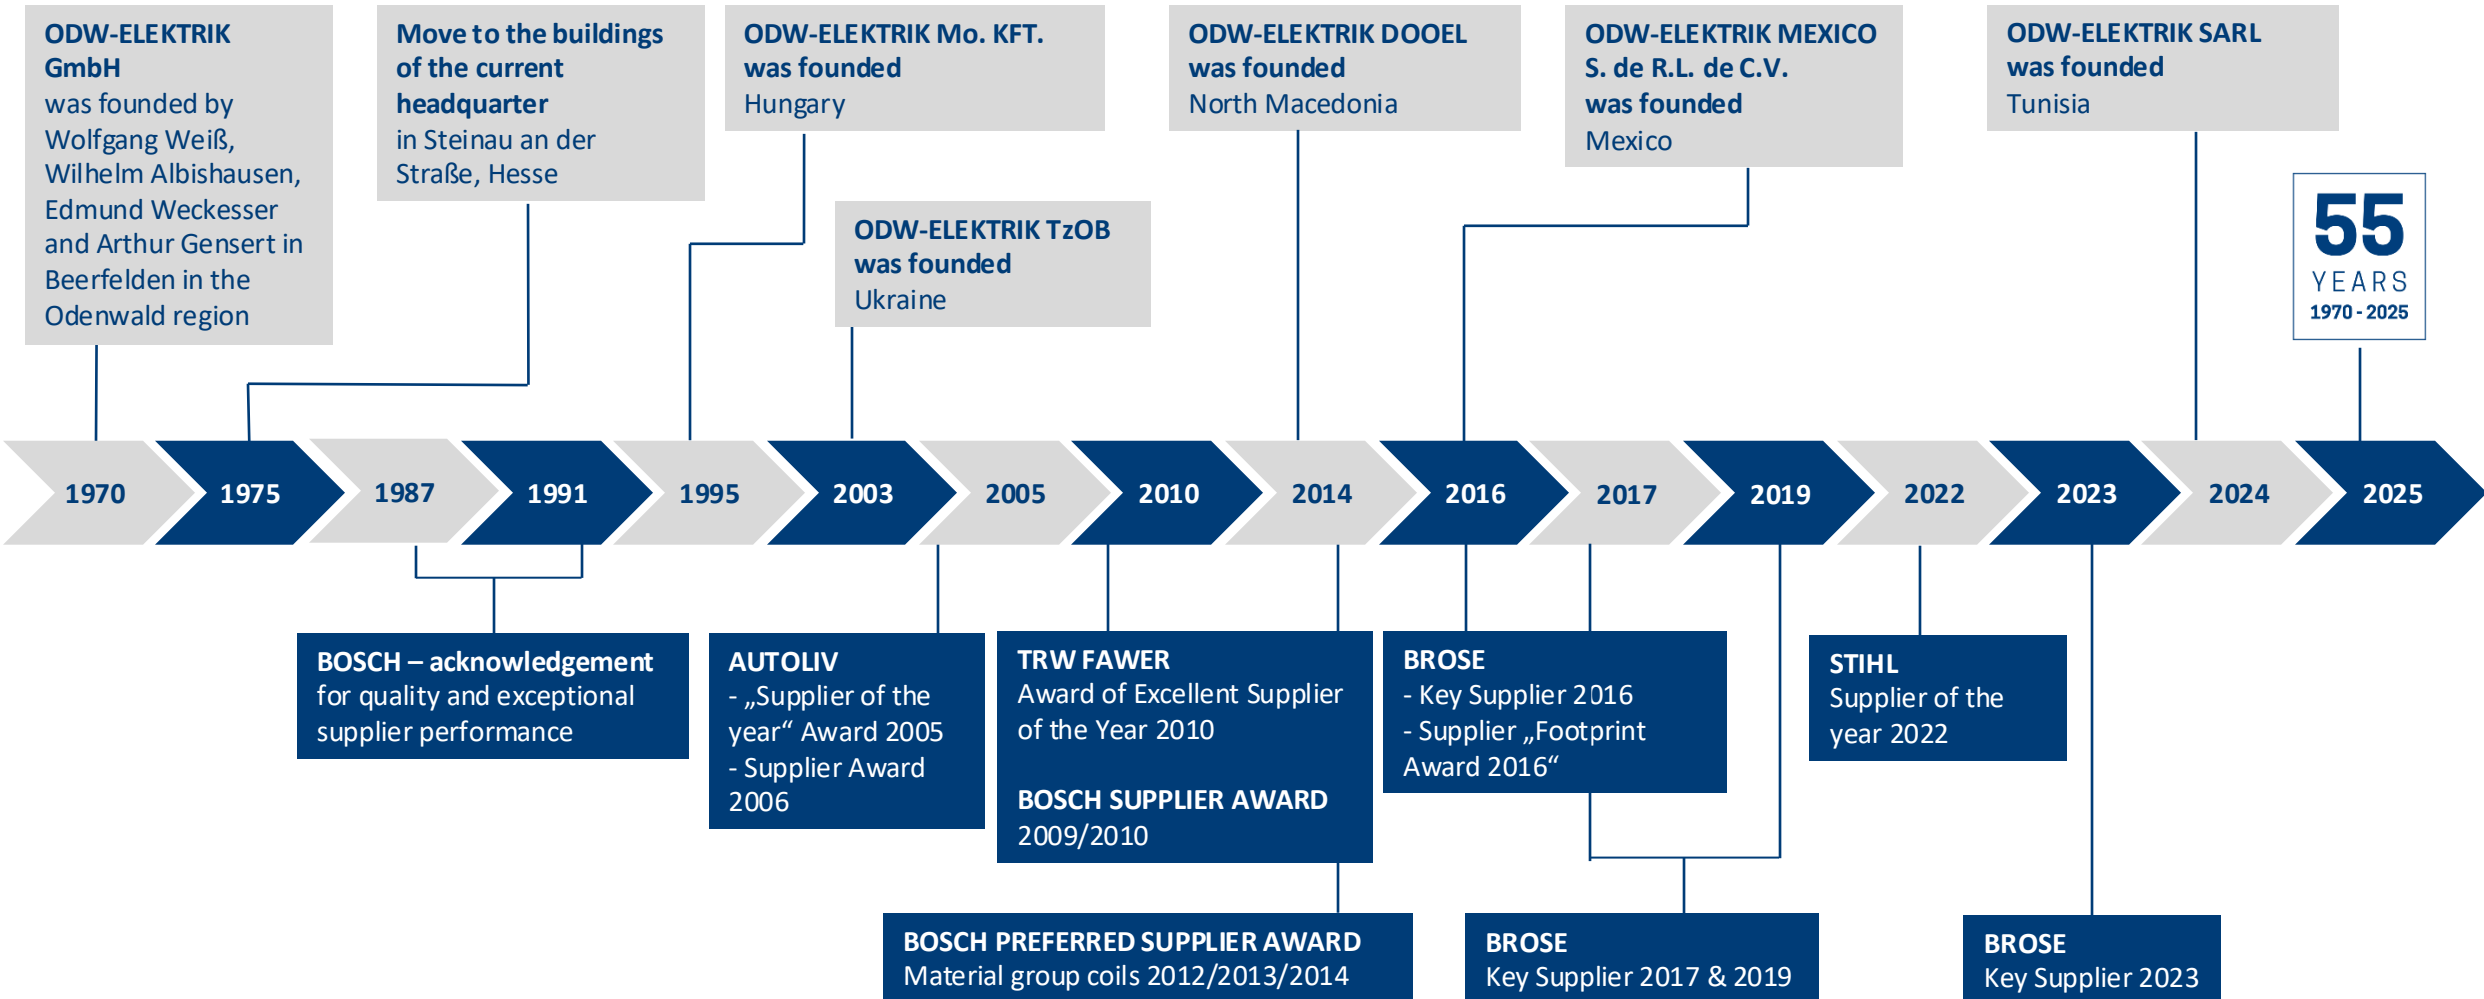 ODW-ELEKTRIK
GmbH
was founded by
Wolfgang Weiß,
Wilhelm Albishausen,
Edmund Weckesser
and Arthur Gensert in
Beerfelden in the
Odenwald region
Move to the buildings
of the current
headquarter
in Steinau an der
Straße, Hesse
ODW-ELEKTRIK Mo. KFT.
was founded
Hungary
ODW-ELEKTRIK TzOB
was founded
Ukraine
ODW-ELEKTRIK DOOEL
was founded
North Macedonia
ODW-ELEKTRIK MEXICO
S. de R.L. de C.V.
was founded
Mexico
ODW-ELEKTRIK SARL
was founded
Tunisia
55
YEARS
1970 - 2025
1970 1975 1987 1991 1995 2003 2005 2010 2014 2016 2017 2019 2022 2023 2024 2025
BOSCH – acknowledgement
for quality and exceptional
supplier performance
AUTOLIV
- „Supplier of the
year“ Award 2005
- Supplier Award
2006
TRW FAWER
Award of Excellent Supplier
of the Year 2010
BOSCH SUPPLIER AWARD
2009/2010
BOSCH PREFERRED SUPPLIER AWARD
Material group coils 2012/2013/2014
BROSE
- Key Supplier 2016
- Supplier „Footprint
Award 2016“
BROSE
Key Supplier 2017 & 2019
STIHL
Supplier of the
year 2022
BROSE
Key Supplier 2023